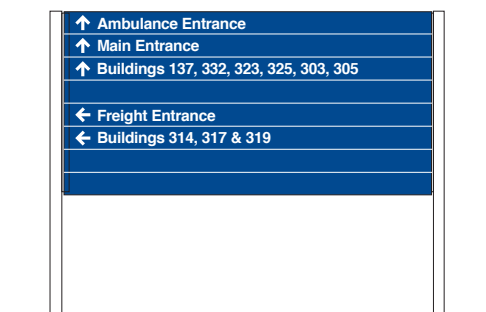 ↑ Ambulance Entrance
↑ Main Entrance
↑ Buildings 137, 332, 323, 325, 303, 305
← Freight Entrance
← Buildings 314, 317 & 319